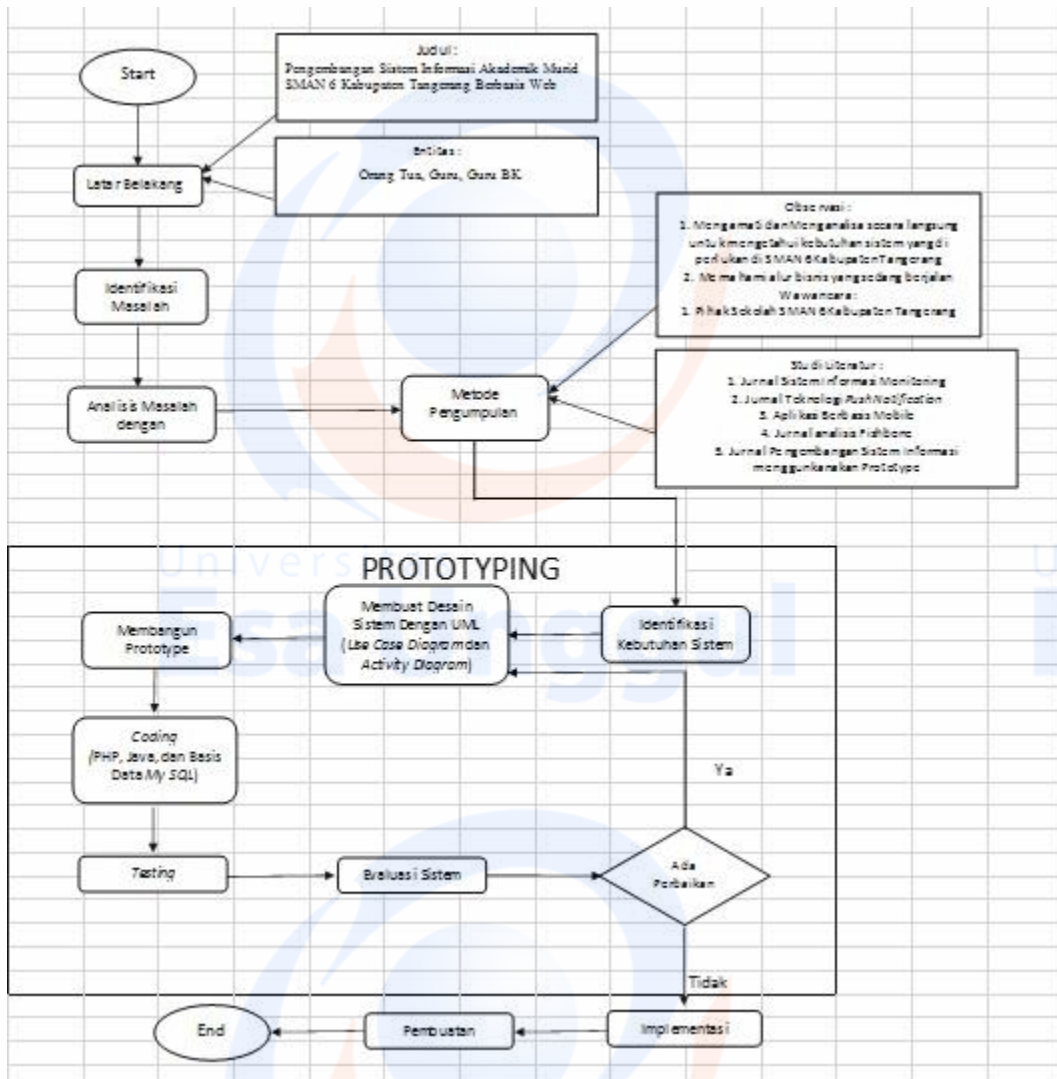 Start
Judul :
Pengembangan Sistem Informasi Akademik Murid
SMAN 6 Kabupaten Tangerang Berbasis Web
Entitas :
Orang Tua, Guru, Guru BK
Latar Belakang
Identifikasi
Masalah
Analisis Masalah
dengan
Metode
Pengumpulan
Observasi :
1. Mengamati dan Menganalisa secara langsung
untuk mengetahui kebutuhan sistem yang di
perlukan di SMAN 6 Kabupaten Tangerang
2. Memahami alur bisnis yang sedang berjalan
Wawancara :
1. Pihak Sekolah SMAN 6 Kabupaten Tangerang
Studi Literatur :
1. Jurnal Sistem Informasi Monitoring
2. Jurnal Teknologi Push Notification
3. Aplikasi Berbasis Mobile
4. Jurnal analisis Fishbone
5. Jurnal Pengembangan Sistem Informasi
menggunkanakan Prototype
Universitas
Esa Unggul
PROTOTYPING
Identifikasi
Kebutuhan Sistem
Membuat Desain
Sistem Dengan UML
(Use Case Diagram dan
Activity Diagram)
Membangun
Prototype
Coding
(PHP, Java, dan Basis
Data My SQL)
Testing
Evaluasi Sistem
Ada
Perbaikan
Ya
Tidak
Implementasi
Pembuatan
End